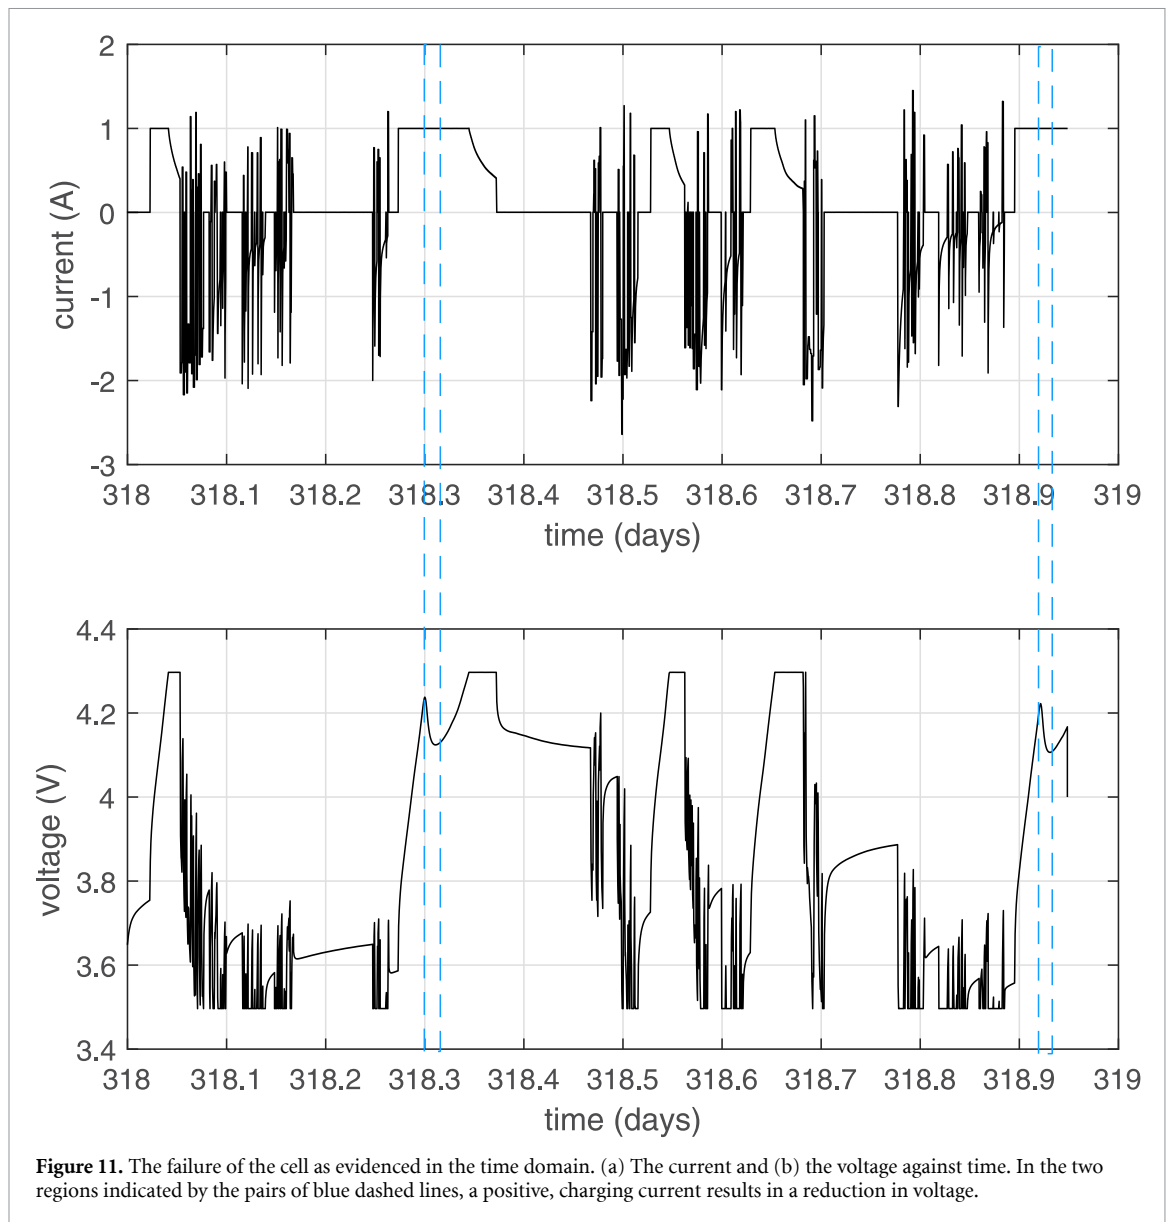 2
1
0
-1
-2
-3
current (A)
318 318.1 318.2 318.3 318.4 318.5 318.6 318.7 318.8 318.9 319
time (days)
4.4
4.2
4
3.8
3.6
3.4
voltage (V)
318 318.1 318.2 318.3 318.4 318.5 318.6 318.7 318.8 318.9 319
time (days)
Figure 11. The failure of the cell as evidenced in the time domain. (a) The current and (b) the voltage against time. In the two
regions indicated by the pairs of blue dashed lines, a positive, charging current results in a reduction in voltage.